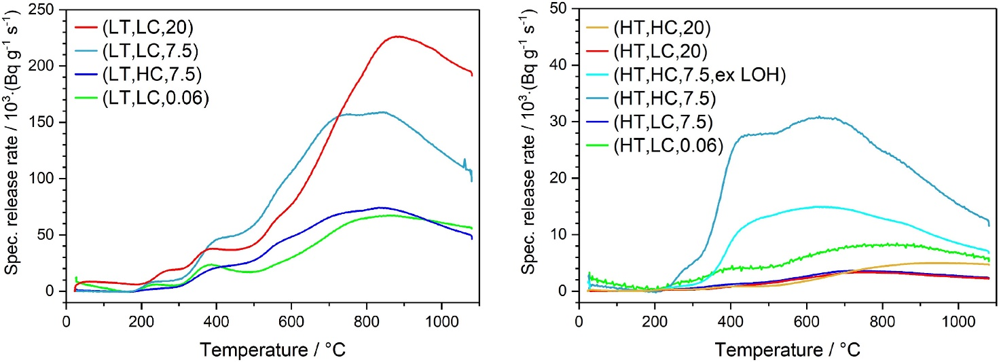 Spec. release rate / 10³·(Bq g⁻¹ s⁻¹)
250
200
150
100
50
0
(LT,LC,20)
(LT,LC,7.5)
(LT,HC,7.5)
(LT,LC,0.06)
0 200 400 600 800 1000
Temperature / °C
Spec. release rate / 10³·(Bq g⁻¹ s⁻¹)
50
40
30
20
10
0
(HT,HC,20)
(HT,LC,20)
(HT,HC,7.5,ex LOH)
(HT,HC,7.5)
(HT,LC,7.5)
(HT,LC,0.06)
0 200 400 600 800 1000
Temperature / °C